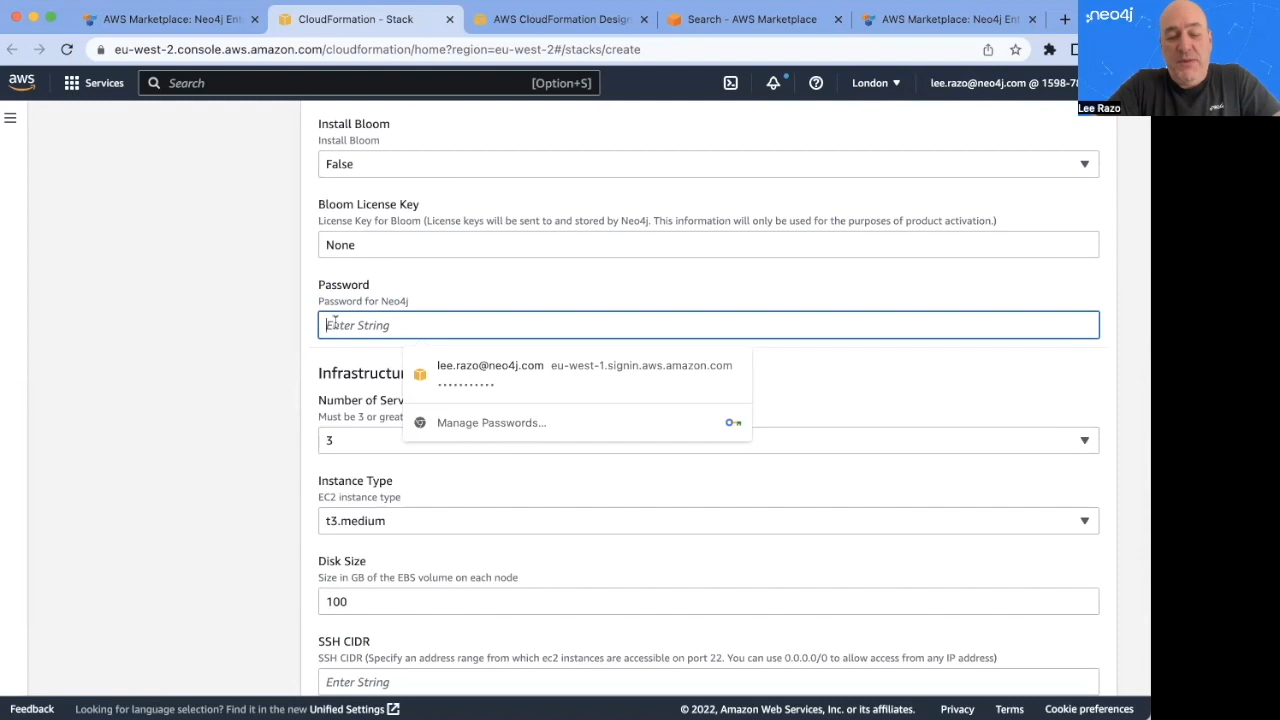 AWS Marketplace: Neo4j Ent
CloudFormation - Stack
AWS CloudFormation Design
Search - AWS Marketplace
AWS Marketplace: Neo4j Ent
eu-west-2.console.aws.amazon.com/cloudformation/home?region=eu-west-2#/stacks/create
aws
Services
Search
[Option+S]
London
lee.razo@neo4j.com @ 1598-78
neo4j
Lee Razo
Install Bloom
Install Bloom
False
Bloom License Key
License Key for Bloom (License keys will be sent to and stored by Neo4j. This information will only be used for the purposes of product activation.)
None
Password
Password for Neo4j
Enter String
lee.razo@neo4j.com eu-west-1.signin.aws.amazon.com
•••••••••••
Manage Passwords...
Infrastructur
Number of Serv
Must be 3 or great
3
Instance Type
EC2 instance type
t3.medium
Disk Size
Size in GB of the EBS volume on each node
100
SSH CIDR
SSH CIDR (Specify an address range from which ec2 instances are accessible on port 22. You can use 0.0.0.0/0 to allow access from any IP address)
Enter String
Feedback
Looking for language selection? Find it in the new Unified Settings
© 2022, Amazon Web Services, Inc. or its affiliates.
Privacy
Terms
Cookie preferences